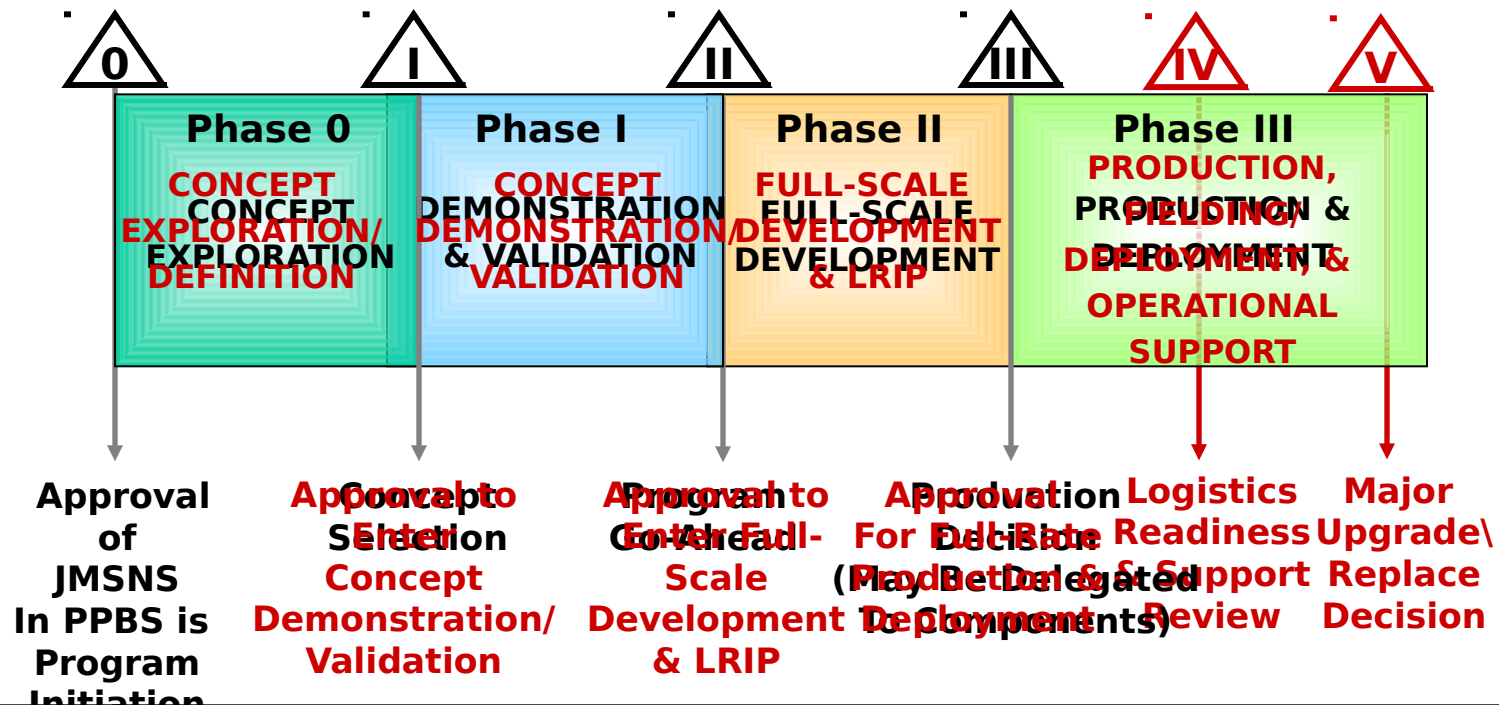 0
I
II
III
IV
V
Phase 0
CONCEPT
EXPLORATION
CONCEPT
EXPLORATION/
DEFINITION
Phase I
DEMONSTRATION
& VALIDATION
CONCEPT
DEMONSTRATION/
VALIDATION
Phase II
FULL-SCALE
DEVELOPMENT
FULL-SCALE
DEVELOPMENT
& LRIP
Phase III
PRODUCTION &
DEPLOYMENT
PRODUCTION,
FIELDING/
DEPLOYMENT, &
OPERATIONAL
SUPPORT
Approval
of
JMSNS
In PPBS is
Program
Initiation
Concept
Selection
Approval to
Enter
Concept
Demonstration/
Validation
Program
Go-Ahead
Approval to
Enter Full-
Scale
Development
& LRIP
Production
Decision
(May Be Delegated
To Components)
Approval
For Full-Rate
Production &
Deployment
Logistics
Readiness
& Support
Review
Major
Upgrade\
Replace
Decision